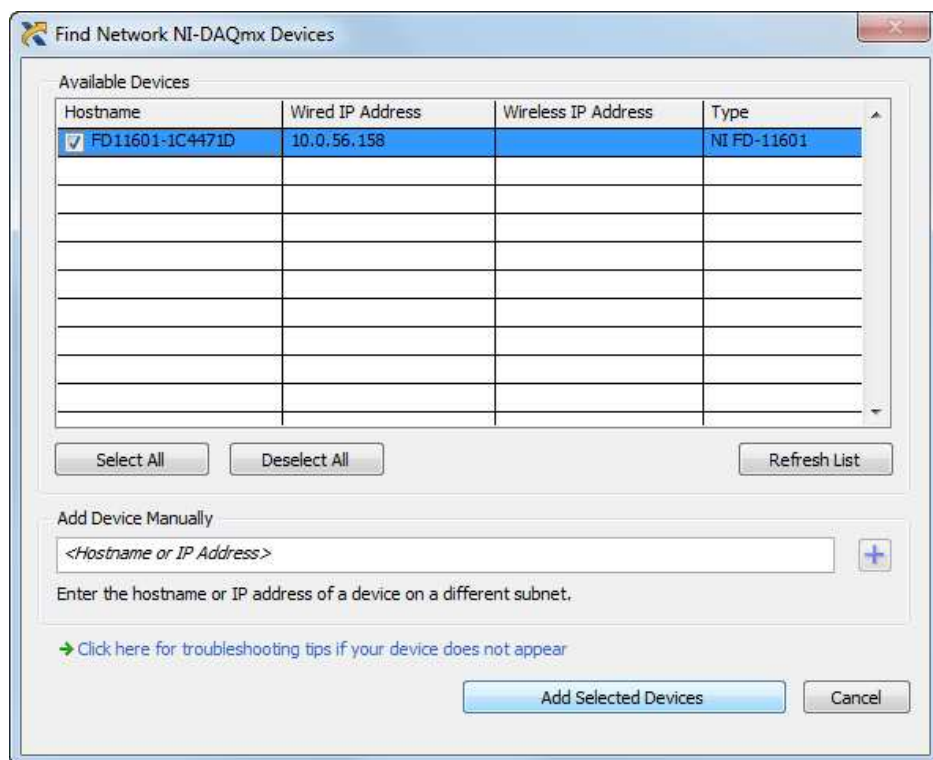 Find Network NI-DAQmx Devices
Available Devices
Hostname Wired IP Address Wireless IP Address Type
FD11601-1C4471D 10.0.56.158 NI FD-11601
Select All Deselect All Refresh List
Add Device Manually
<Hostname or IP Address>
Enter the hostname or IP address of a device on a different subnet.
Click here for troubleshooting tips if your device does not appear
Add Selected Devices Cancel